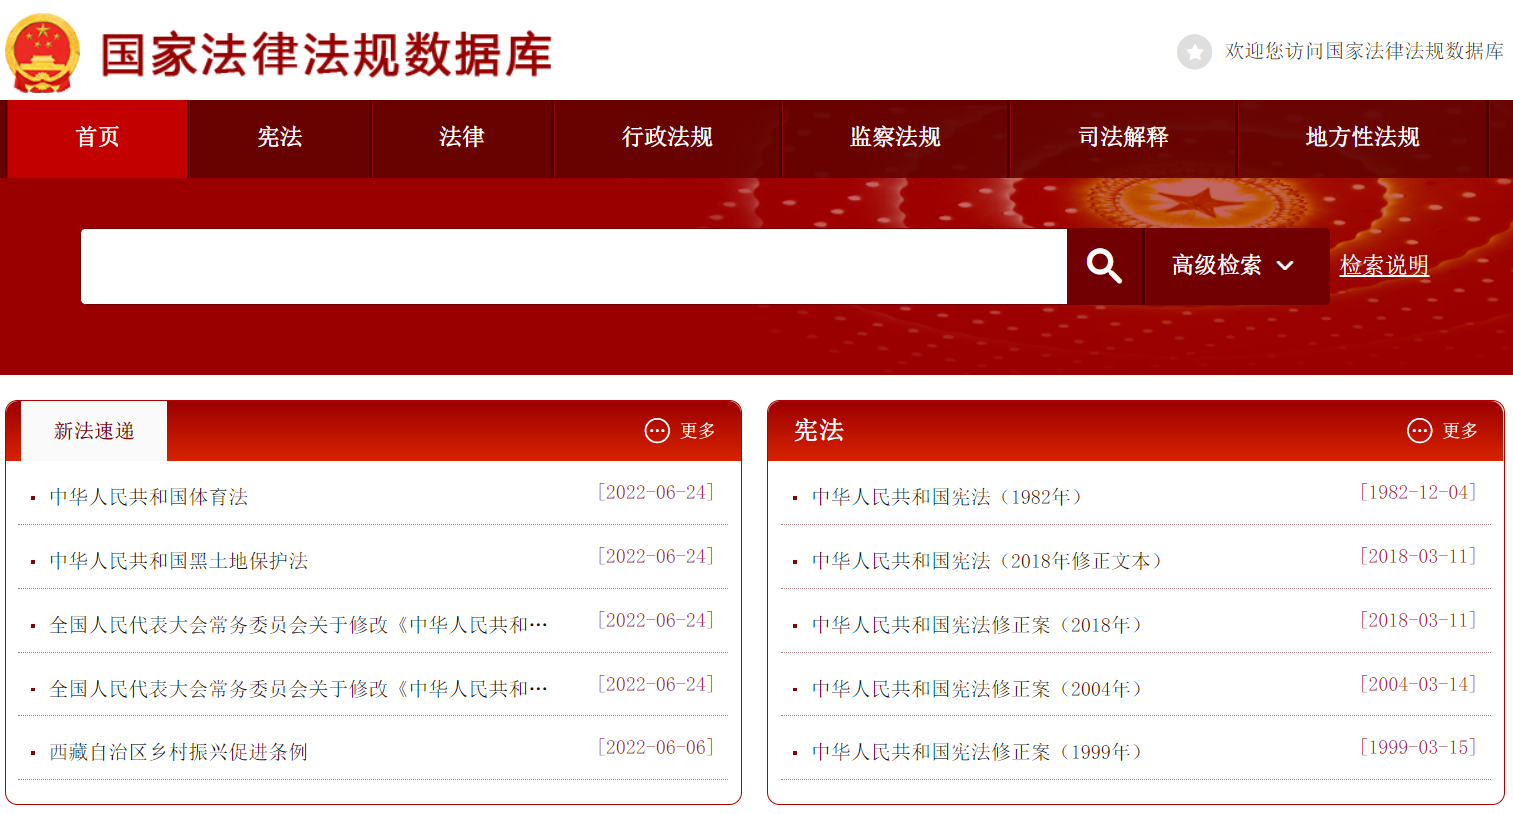 国家法律法规数据库
欢迎您访问国家法律法规数据库
首页 宪法 法律 行政法规 监察法规 司法解释 地方性法规
高级检索 检索说明
新法速递 更多
中华人民共和国体育法 [2022-06-24]
中华人民共和国黑土地保护法 [2022-06-24]
全国人民代表大会常务委员会关于修改《中华人民共和… [2022-06-24]
全国人民代表大会常务委员会关于修改《中华人民共和… [2022-06-24]
西藏自治区乡村振兴促进条例 [2022-06-06]
宪法 更多
中华人民共和国宪法（1982年） [1982-12-04]
中华人民共和国宪法（2018年修正文本） [2018-03-11]
中华人民共和国宪法修正案（2018年） [2018-03-11]
中华人民共和国宪法修正案（2004年） [2004-03-14]
中华人民共和国宪法修正案（1999年） [1999-03-15]